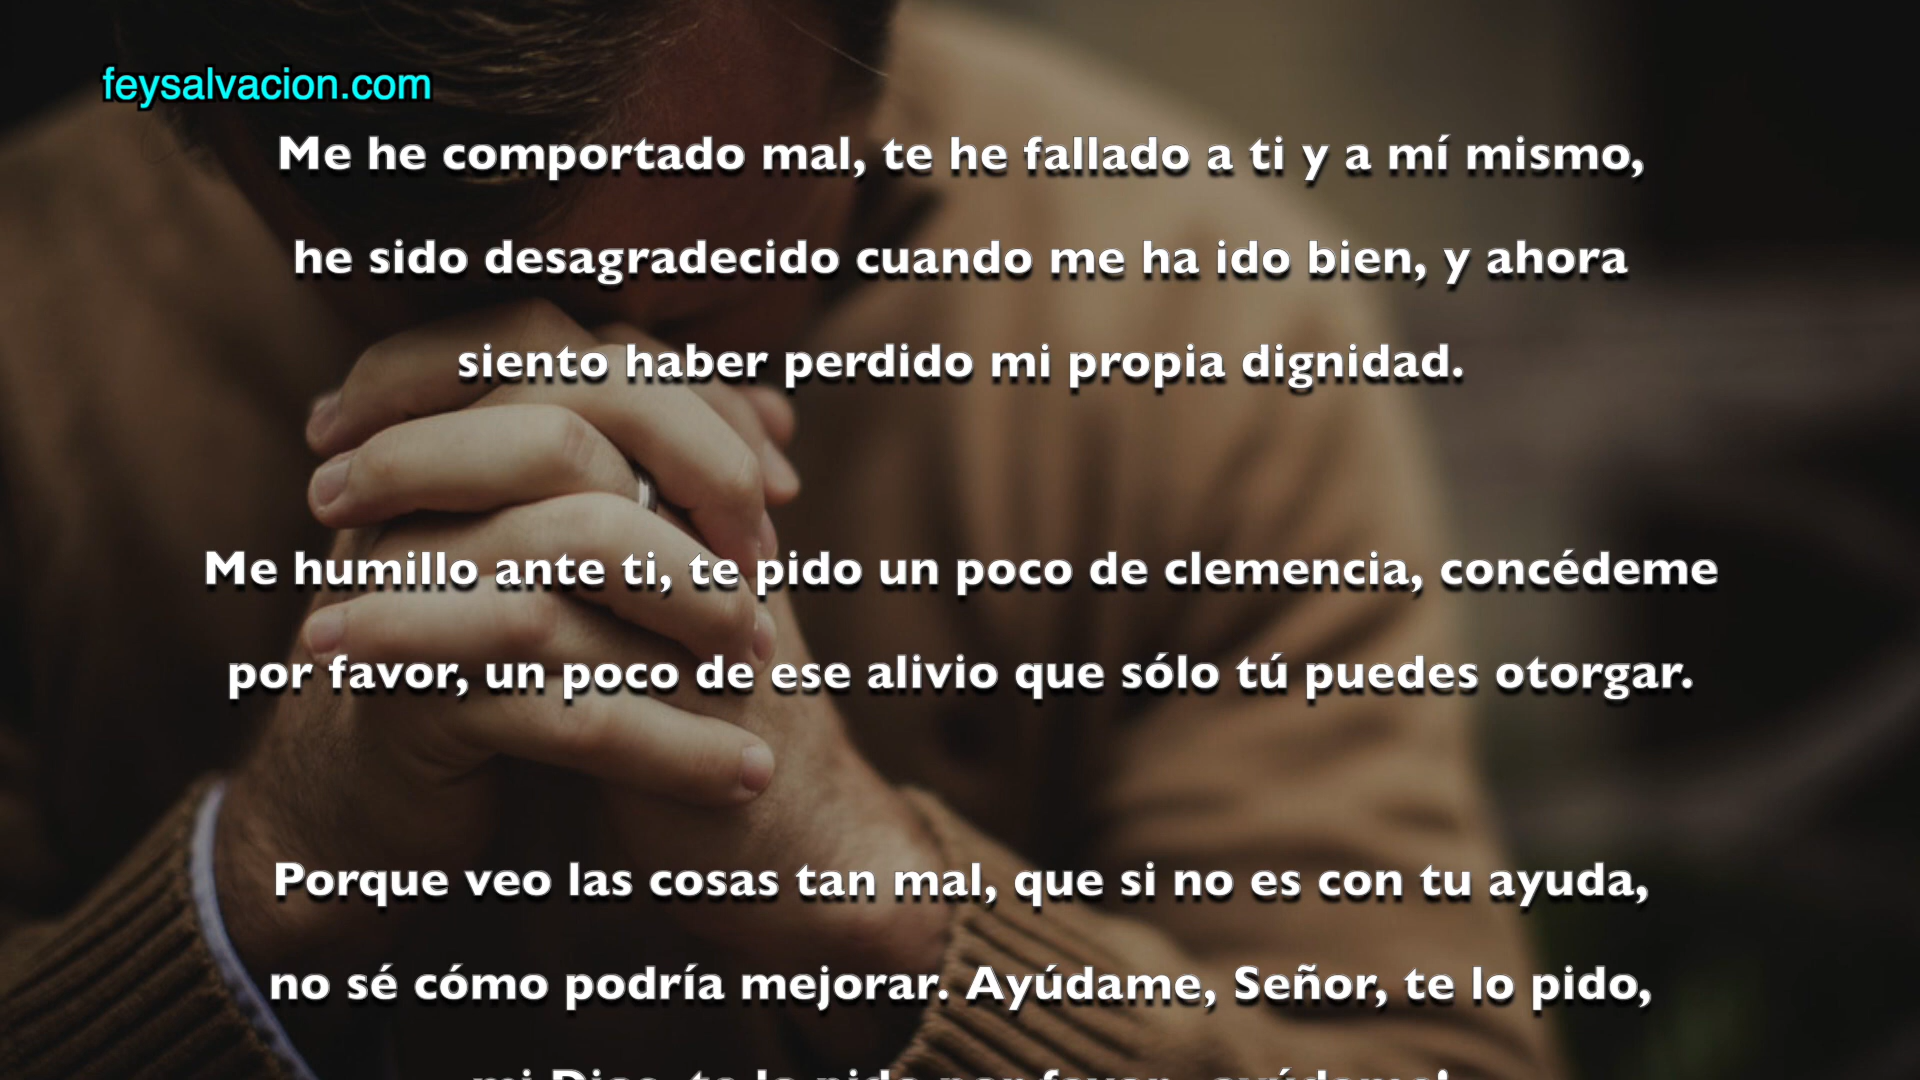 feysalvacion.com
Me he comportado mal, te he fallado a ti y a mí mismo,
he sido desagradecido cuando me ha ido bien, y ahora
siento haber perdido mi propia dignidad.
Me humillo ante ti, te pido un poco de clemencia, concédeme
por favor, un poco de ese alivio que sólo tú puedes otorgar.
Porque veo las cosas tan mal, que si no es con tu ayuda,
no sé cómo podría mejorar. Ayúdame, Señor, te lo pido,